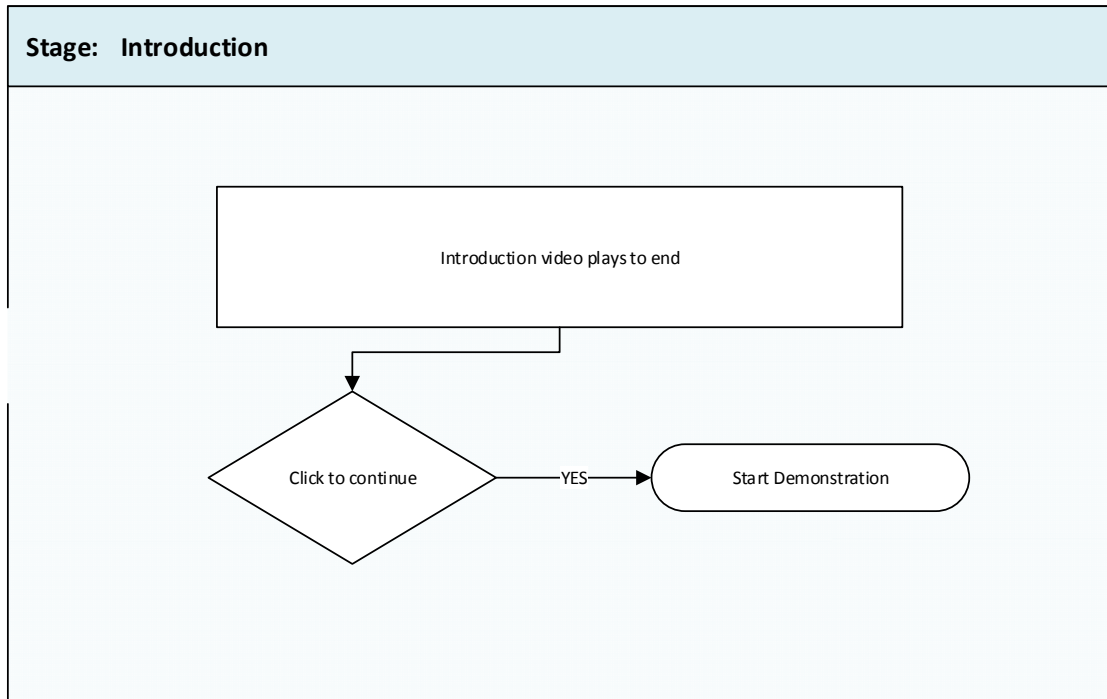 Stage: Introduction
Introduction video plays to end
Click to continue
YES
Start Demonstration